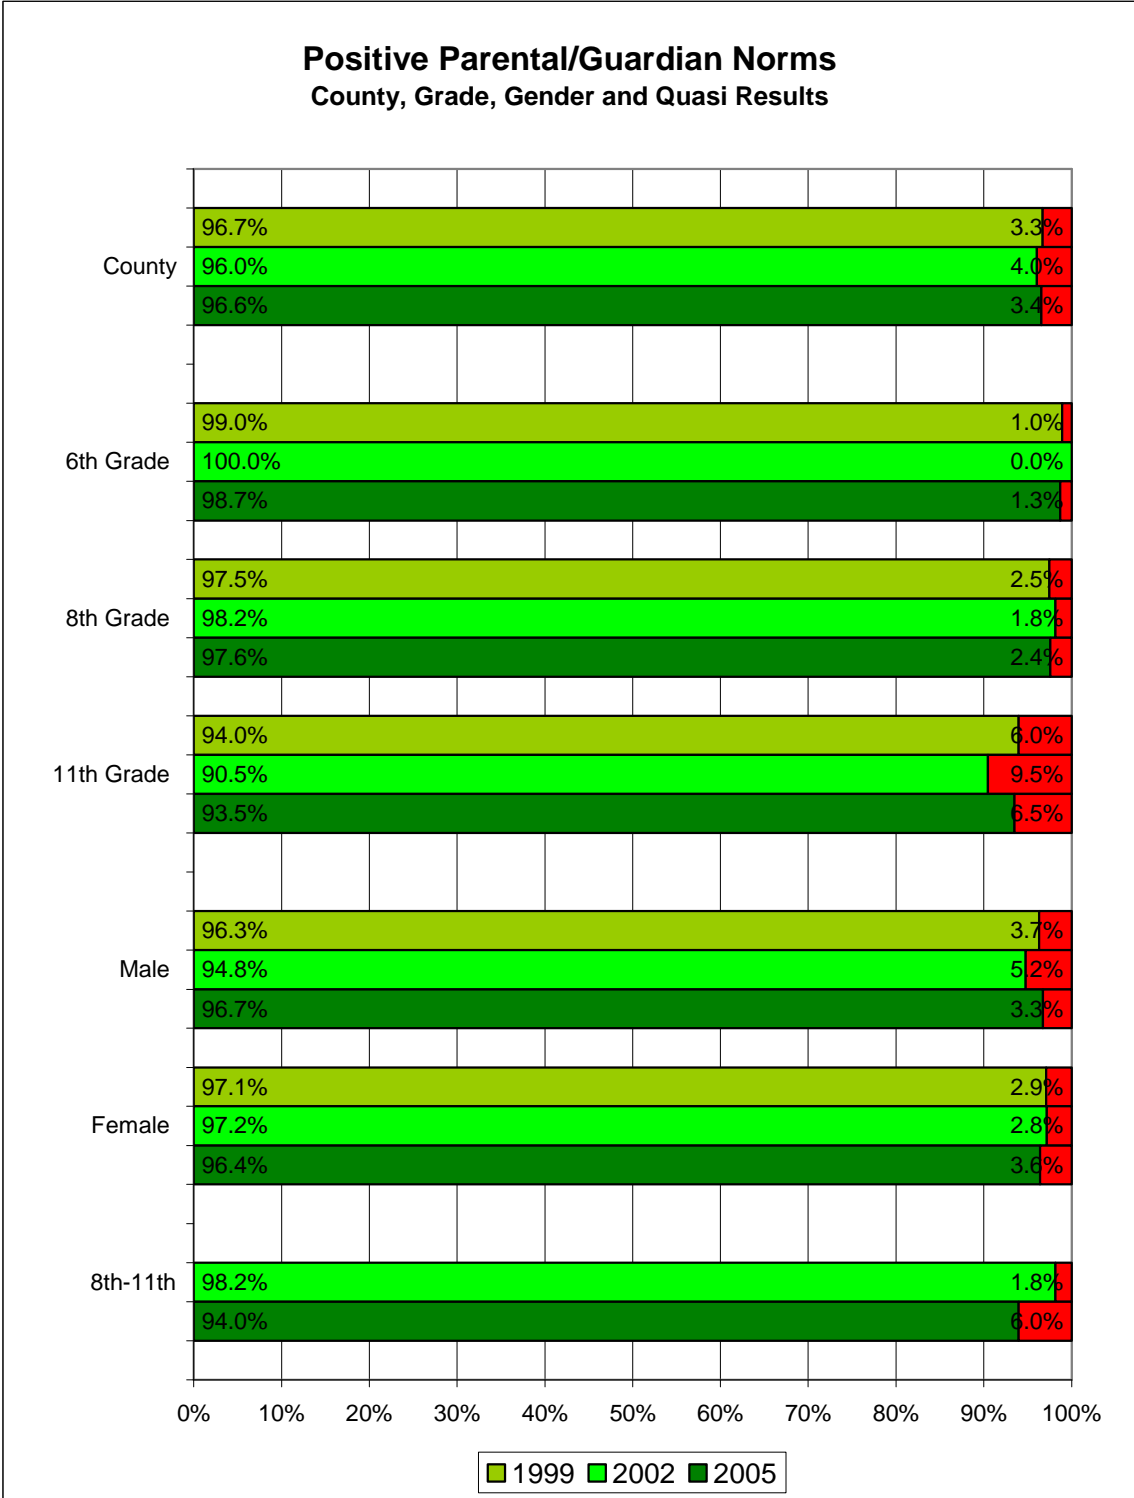 Positive Parental/Guardian Norms
County, Grade, Gender and Quasi Results
96.7% 3.3%
County 96.0% 4.0%
96.6% 3.4%
99.0% 1.0%
6th Grade 100.0% 0.0%
98.7% 1.3%
97.5% 2.5%
8th Grade 98.2% 1.8%
97.6% 2.4%
94.0% 6.0%
11th Grade 90.5% 9.5%
93.5% 6.5%
96.3% 3.7%
Male 94.8% 5.2%
96.7% 3.3%
97.1% 2.9%
Female 97.2% 2.8%
96.4% 3.6%
8th-11th 98.2% 1.8%
94.0% 6.0%
0% 10% 20% 30% 40% 50% 60% 70% 80% 90% 100%
1999 2002 2005